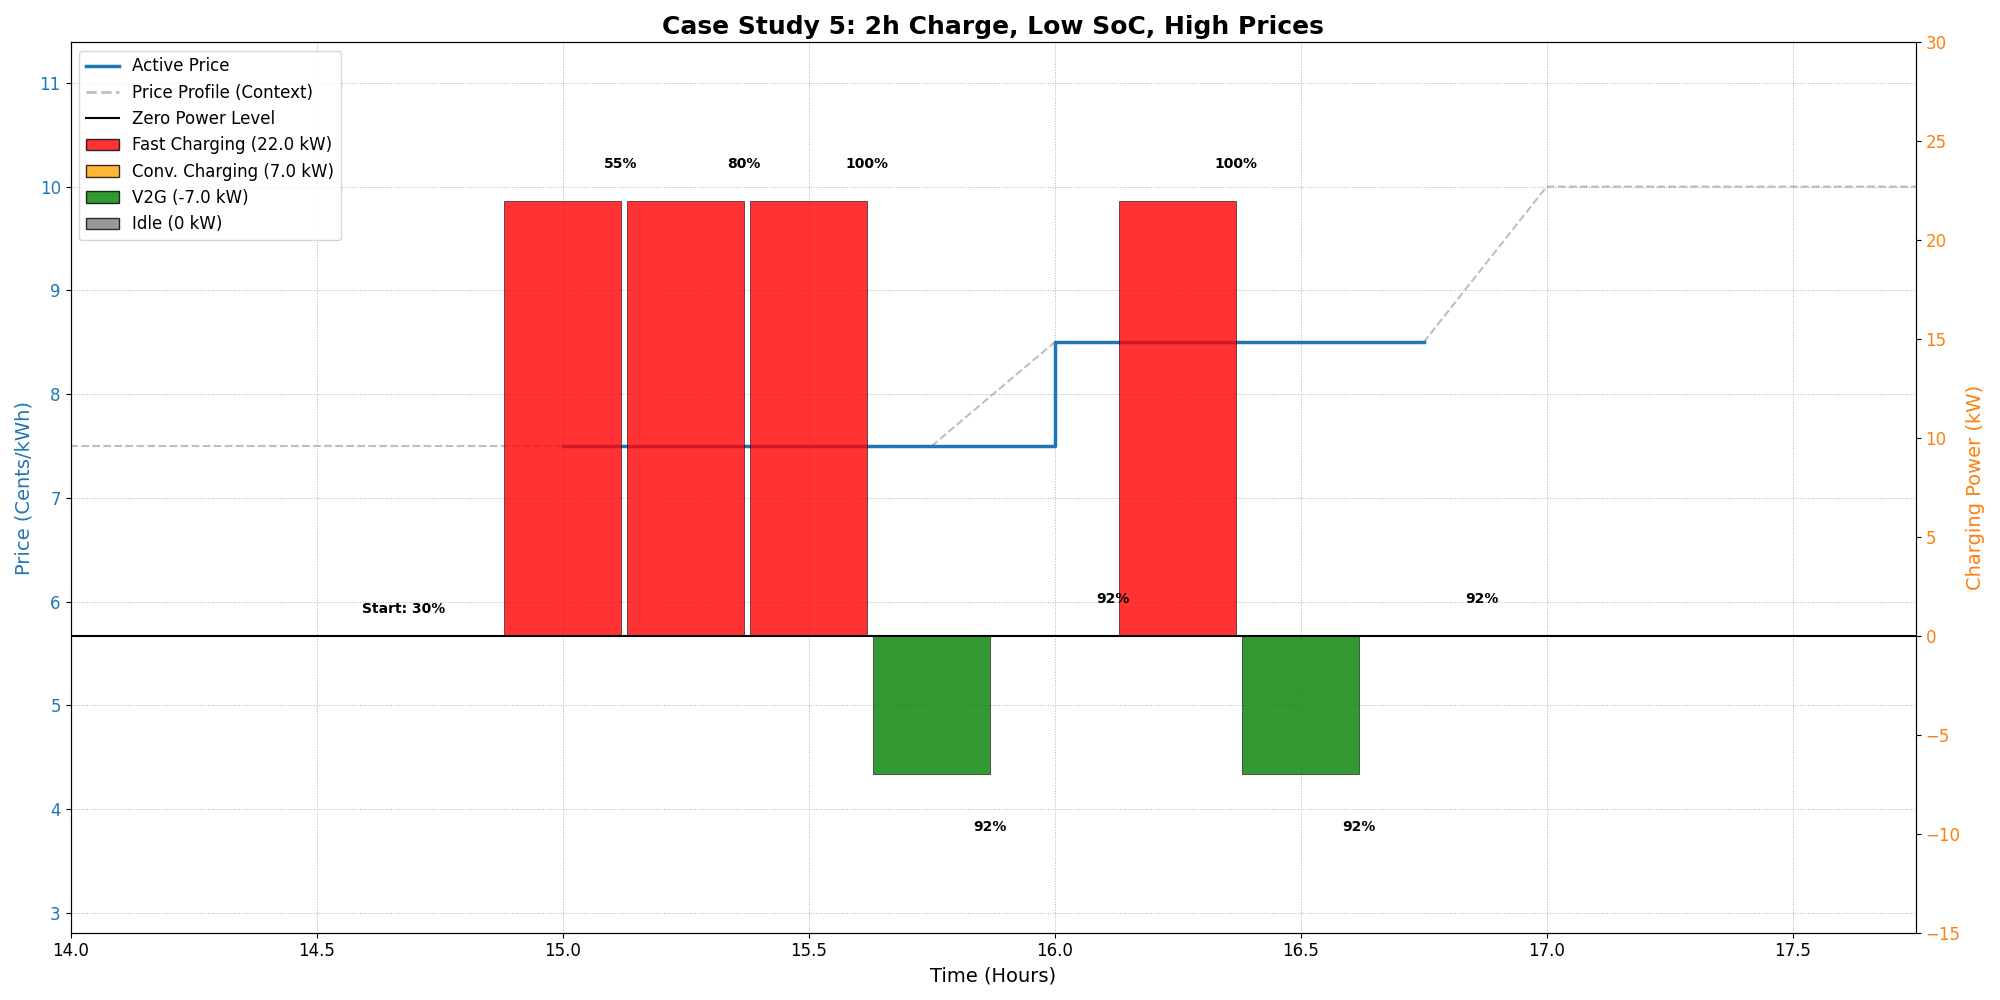 Case Study 5: 2h Charge, Low SoC, High Prices
Active Price
Price Profile (Context)
Zero Power Level
Fast Charging (22.0 kW)
Conv. Charging (7.0 kW)
V2G (-7.0 kW)
Idle (0 kW)
55%
80%
100%
100%
Start: 30%
92%
92%
92%
92%
Price (Cents/kWh)
11
10
9
8
7
6
5
4
3
Charging Power (kW)
30
25
20
15
10
5
0
−5
−10
−15
14.0
14.5
15.0
15.5
16.0
16.5
17.0
17.5
Time (Hours)